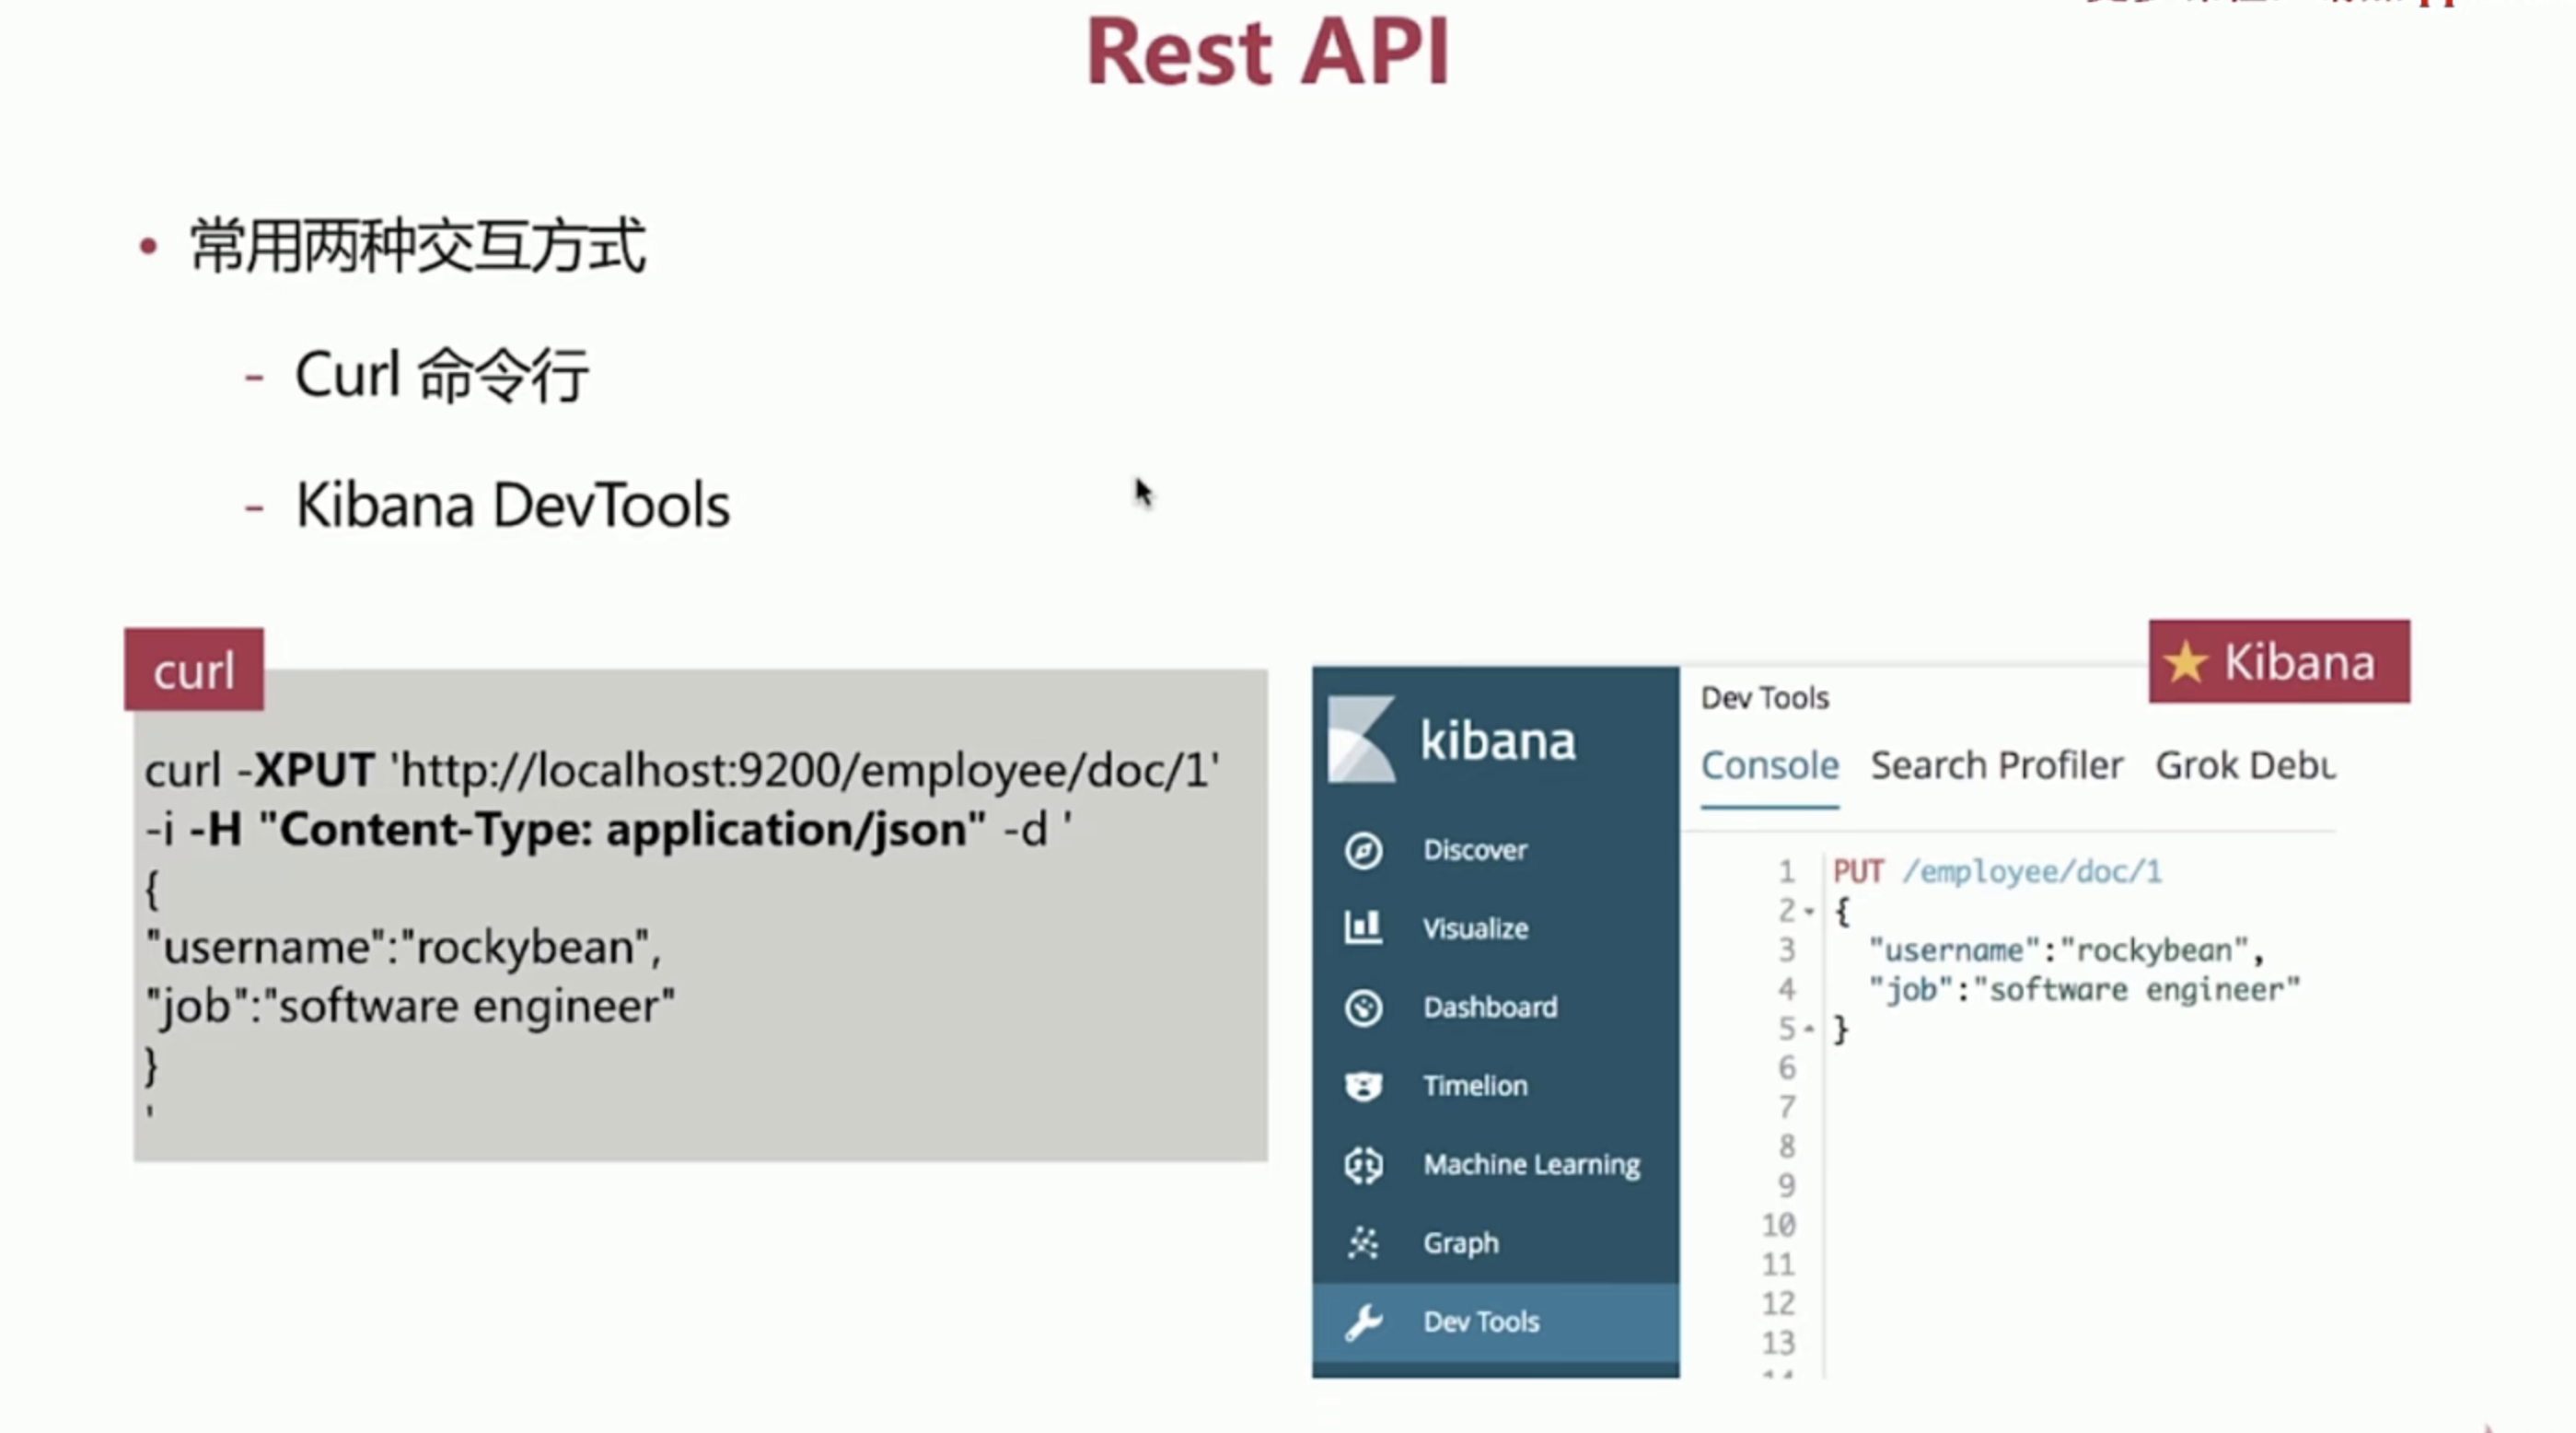 Rest API
• 常用两种交互方式
- Curl 命令行
- Kibana DevTools
curl
curl -XPUT 'http://localhost:9200/employee/doc/1'
-i -H "Content-Type: application/json" -d '
{
"username":"rockybean",
"job":"software engineer"
}
'
★ Kibana
kibana
Discover
Visualize
Dashboard
Timelion
Machine Learning
Graph
Dev Tools
Dev Tools
Console Search Profiler Grok
1 PUT /employee/doc/1
2 {
3 "username":"rockybean",
4 "job":"software engineer"
5 }
6
7
8
9
10
11
12
13